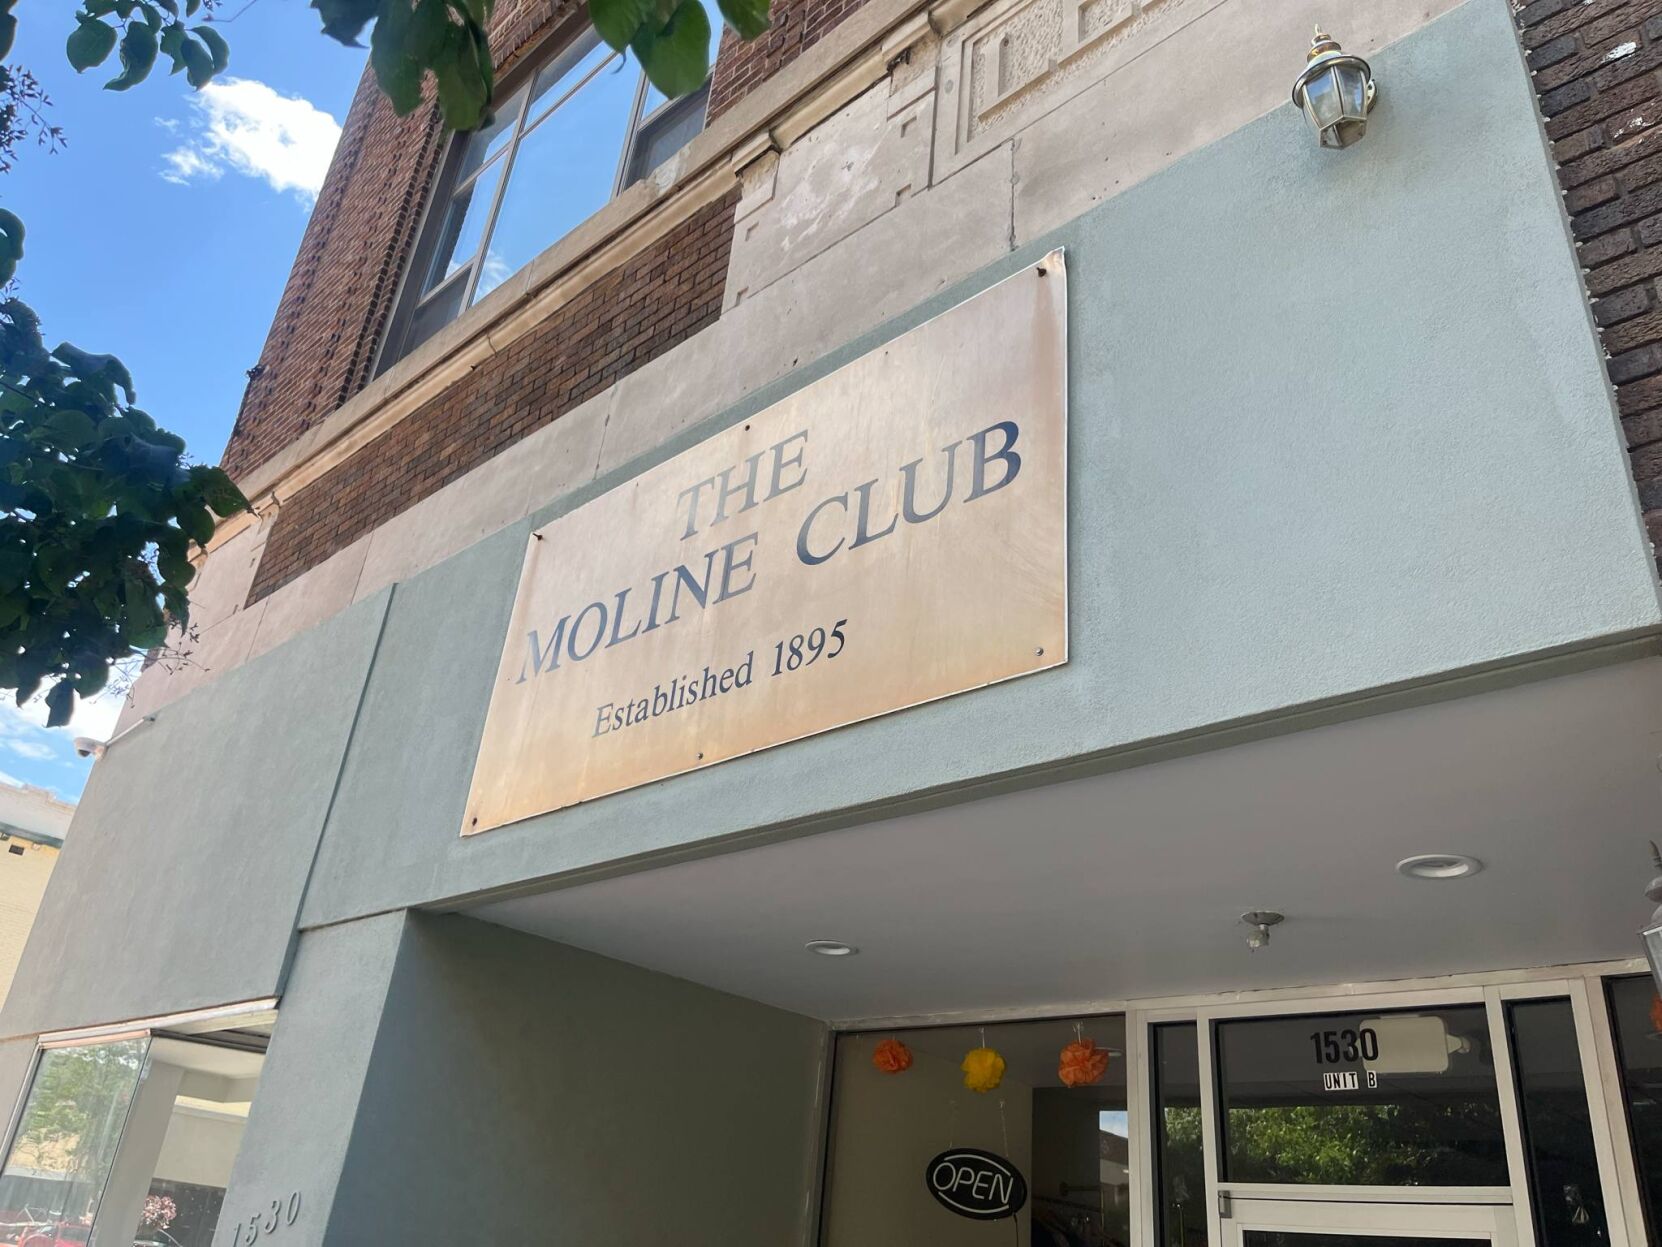 THE
MOLINE CLUB
Established 1895
1530
UNIT B
OPEN
1530